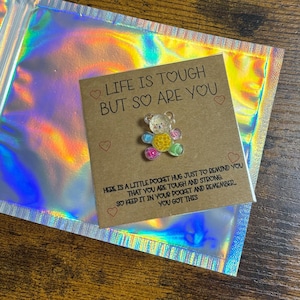 LIFE IS TOUGH
BUT SO ARE YOU
HERE IS A LITTLE POCKET HUG JUST TO REMIND YOU
THAT YOU ARE TOUGH AND STRONG.
SO KEEP IT IN YOUR POCKET AND REMEMBER...
YOU GOT THIS